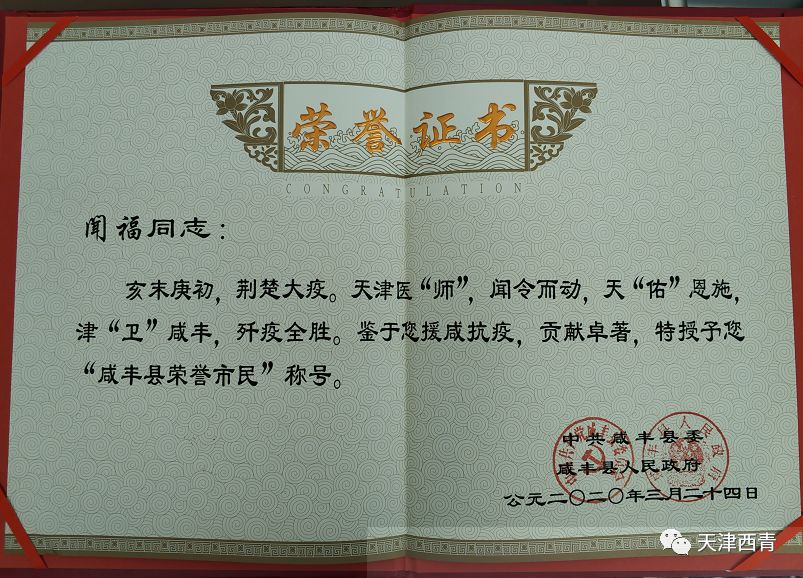 荣誉证书
CONGRATULATION
闻福同志：
亥末庚初，荆楚大疫。天津医“师”，闻令而动，天“佑”恩施，
津“卫”咸丰，歼疫全胜。鉴于您援咸抗疫，贡献卓著，特授予您
“咸丰县荣誉市民”称号。
中共咸丰县委
咸丰县人民政府
公元二〇二〇年三月二十四日
天津西青